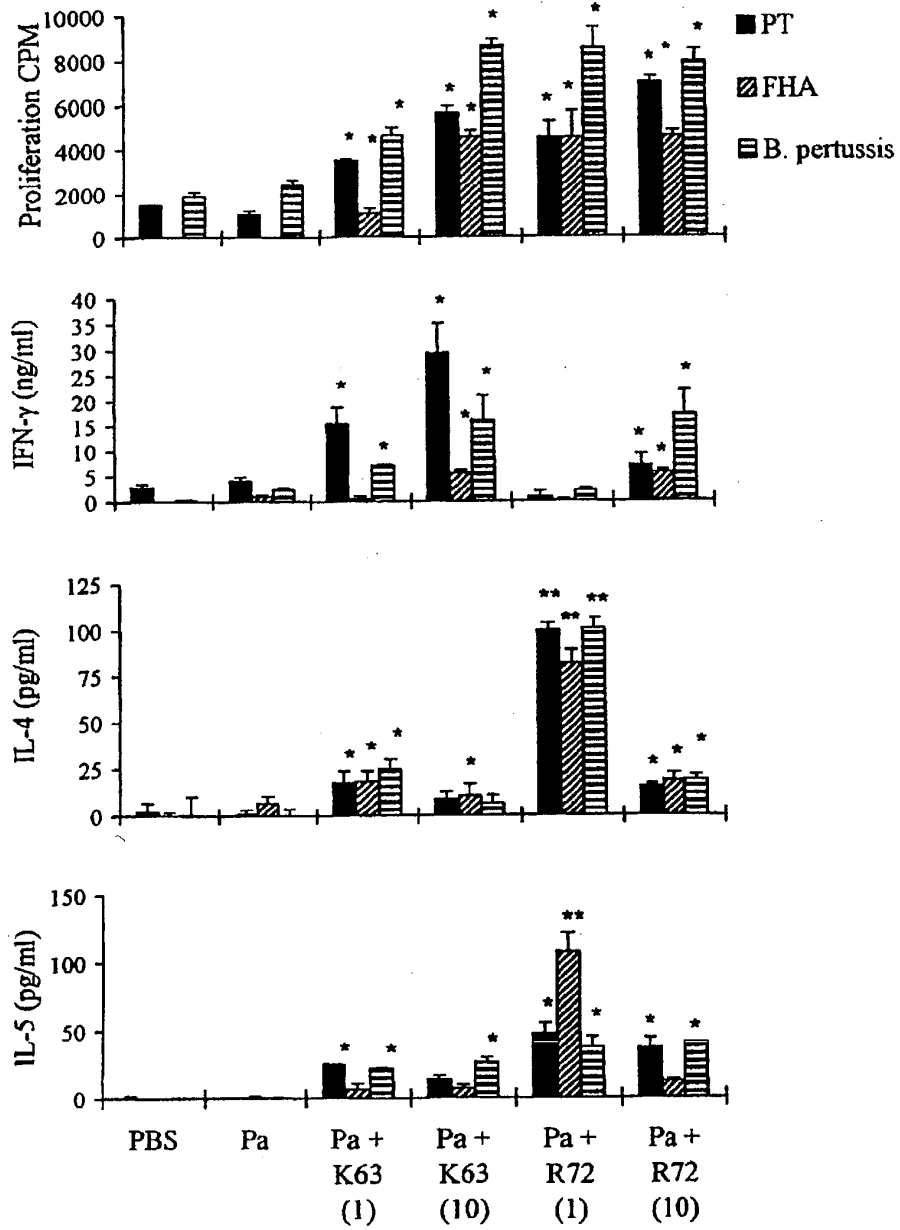 PT
FHA
B. pertussis
Proliferation CPM
10000
8000
6000
4000
2000
0
* * *
* * *
* * *
* * *
IFN-γ (ng/ml)
40
35
30
25
20
15
10
5
0
* *
* * *
* * *
IL-4 (pg/ml)
125
100
75
50
25
0
* * *
*
** ** **
* * *
IL-5 (pg/ml)
150
100
50
0
* *
*
* ** *
* *
PBS
Pa
Pa + K63 (1)
Pa + K63 (10)
Pa + R72 (1)
Pa + R72 (10)